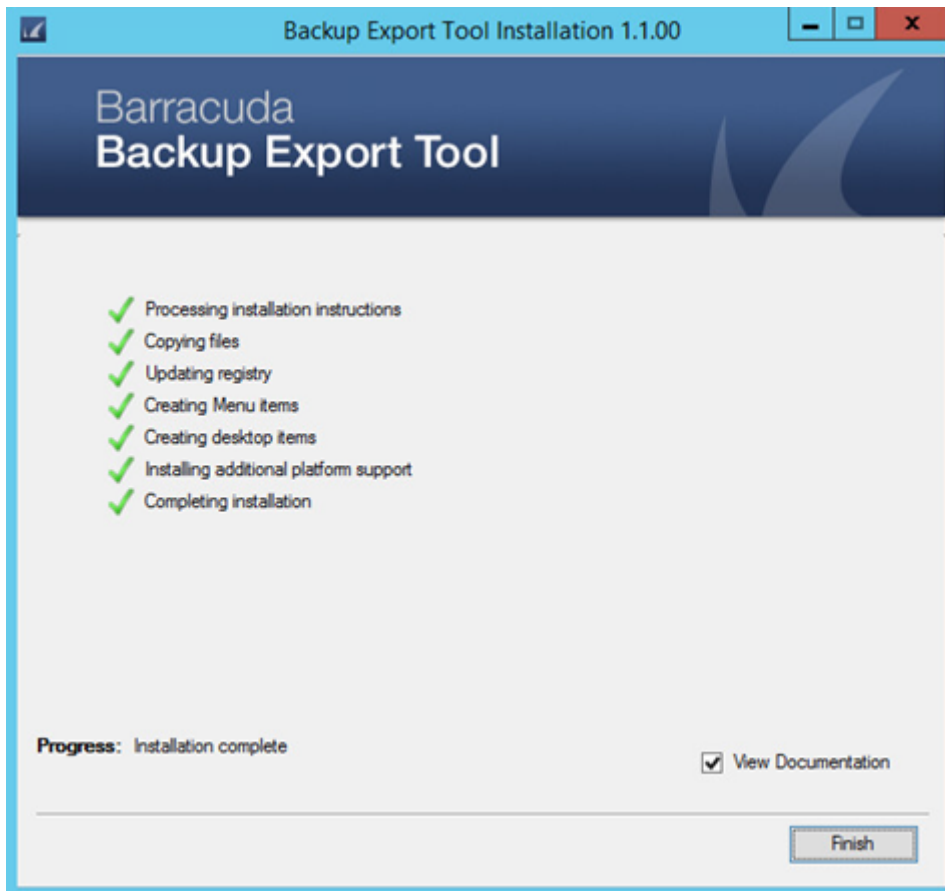 Backup Export Tool Installation 1.1.00
Barracuda
Backup Export Tool
Processing installation instructions
Copying files
Updating registry
Creating Menu items
Creating desktop items
Installing additional platform support
Completing installation
Progress: Installation complete
View Documentation
Finish